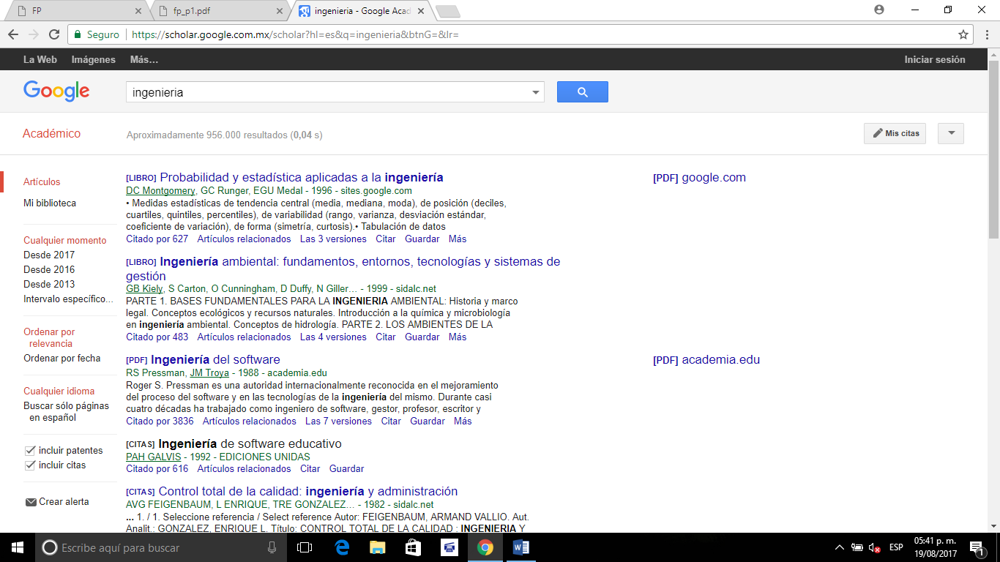 FP
fp_p1.pdf
ingenieria - Google Acad
Seguro
https://scholar.google.com.mx/scholar?hl=es&q=ingenieria&btnG=&lr=
La Web Imágenes Más... Iniciar sesión
Google
ingenieria
Académico
Aproximadamente 956.000 resultados (0,04 s)
Mis citas
Artículos
Mi biblioteca
Cualquier momento
Desde 2017
Desde 2016
Desde 2013
Intervalo específico...
Ordenar por
relevancia
Ordenar por fecha
Cualquier idioma
Buscar sólo páginas
en español
incluir patentes
incluir citas
Crear alerta
[LIBRO] Probabilidad y estadística aplicadas a la ingeniería
DC Montgomery, GC Runger, EGU Medal - 1996 - sites.google.com
• Medidas estadísticas de tendencia central (media, mediana, moda), de posición (deciles,
cuartiles, quintiles, percentiles), de variabilidad (rango, varianza, desviación estándar,
coeficiente de variación), de forma (simetría, curtosis).• Tabulación de datos
Citado por 627 Artículos relacionados Las 3 versiones Citar Guardar Más
[PDF] google.com
[LIBRO] Ingeniería ambiental: fundamentos, entornos, tecnologías y sistemas de
gestión
GB Kiely, S Carton, O Cunningham, D Duffy, N Giller… - 1999 - sidalc.net
PARTE 1. BASES FUNDAMENTALES PARA LA INGENIERIA AMBIENTAL: Historia y marco
legal. Conceptos ecológicos y recursos naturales. Introducción a la química y microbiología
en ingeniería ambiental. Conceptos de hidrología. PARTE 2. LOS AMBIENTES DE LA
Citado por 483 Artículos relacionados Las 4 versiones Citar Guardar Más
[PDF] Ingeniería del software
RS Pressman, JM Troya - 1988 - academia.edu
Roger S. Pressman es una autoridad internacionalmente reconocida en el mejoramiento
del proceso del software y en las tecnologías de la ingeniería del mismo. Durante casi
cuatro décadas ha trabajado como ingeniero de software, gestor, profesor, escritor y
Citado por 3836 Artículos relacionados Las 7 versiones Citar Guardar Más
[PDF] academia.edu
[CITAS] Ingeniería de software educativo
PAH GALVIS - 1992 - EDICIONES UNIDAS
Citado por 616 Artículos relacionados Citar Guardar
[CITAS] Control total de la calidad: ingeniería y administración
AVG FEIGENBAUM, L ENRIQUE, TRE GONZALEZ… - 1982 - sidalc.net
... 1. / 1. Seleccione referencia / Select reference Autor: FEIGENBAUM, ARMAND VALLIO. Aut.
Analit.: GONZALEZ, ENRIQUE L. Título: CONTROL TOTAL DE LA CALIDAD : INGENIERIA Y
Escribe aquí para buscar
ESP
05:41 p. m.
19/08/2017
1